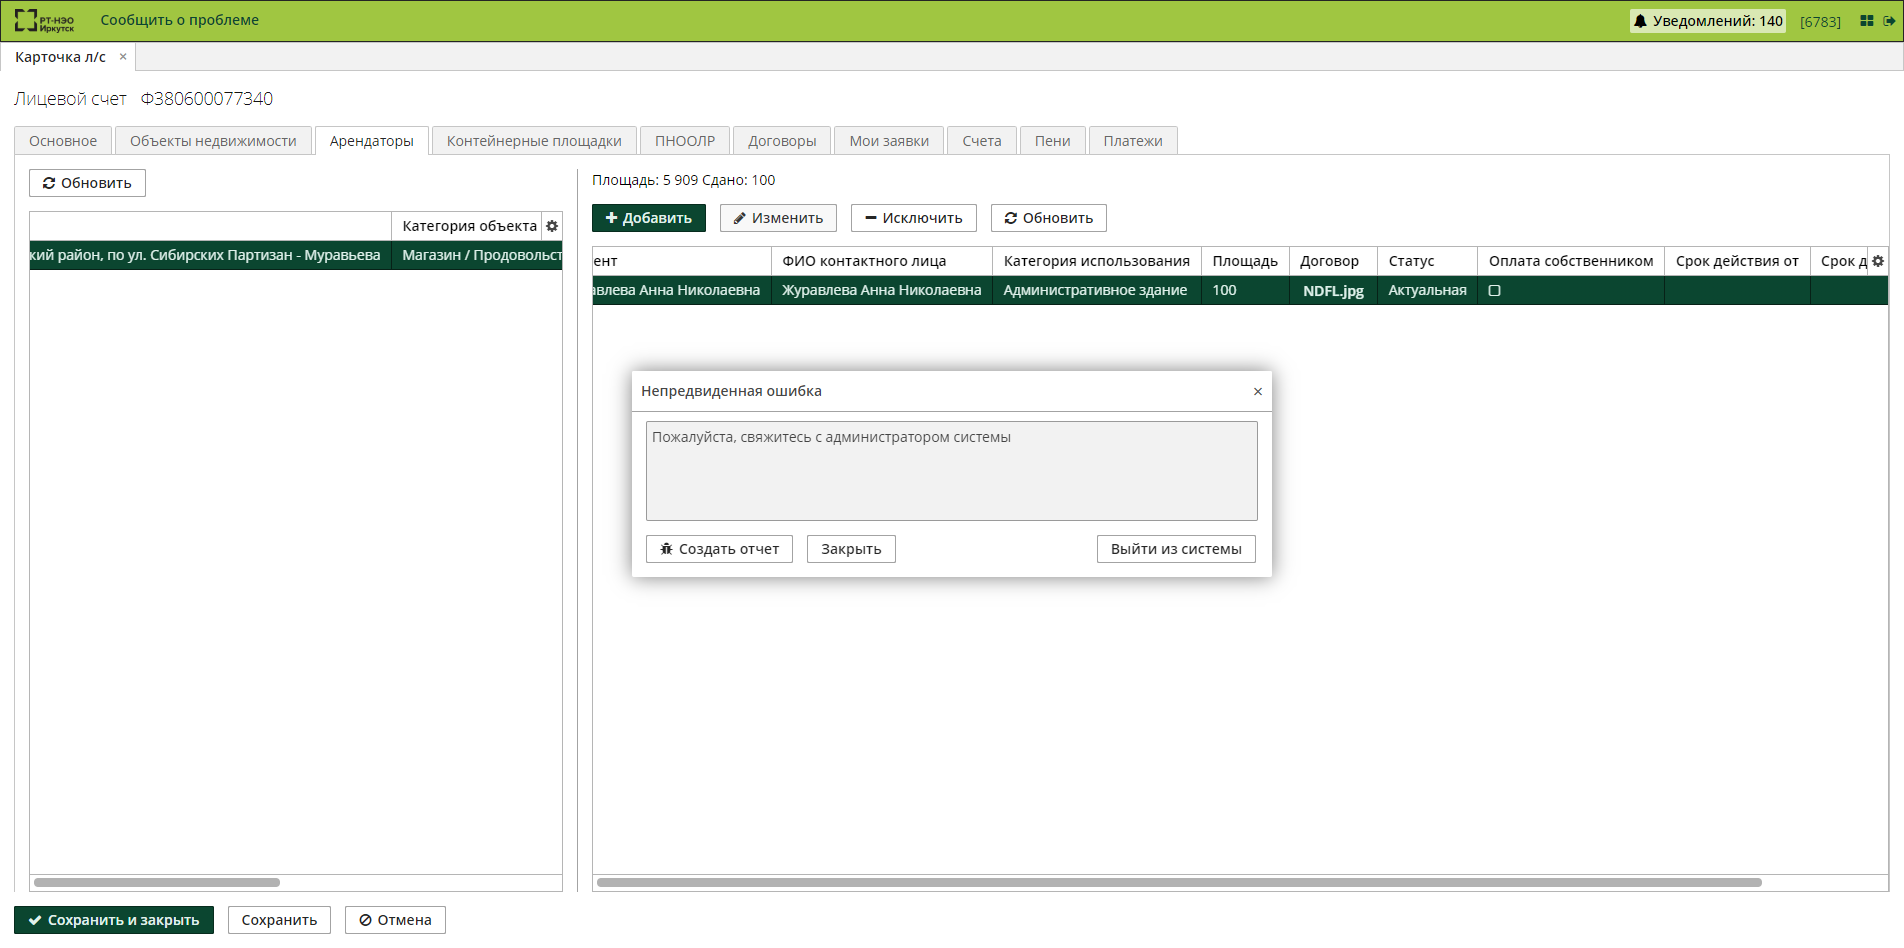 РТ-НЭО
Иркутск
Сообщить о проблеме
Уведомлений: 140
[6783]
Карточка л/с ×
Лицевой счет Ф380600077340
Основное
Объекты недвижимости
Арендаторы
Контейнерные площадки
ПНООЛР
Договоры
Мои заявки
Счета
Пени
Платежи
Обновить
Категория объекта
кий район, по ул. Сибирских Партизан - Муравьева Магазин / Продовольст
Площадь: 5 909 Сдано: 100
Добавить
Изменить
Исключить
Обновить
ент ФИО контактного лица Категория использования Площадь Договор Статус Оплата собственником Срок действия от Срок д
авлева Анна Николаевна Журавлева Анна Николаевна Административное здание 100 NDFL.jpg Актуальная
Непредвиденная ошибка ×
Пожалуйста, свяжитесь с администратором системы
Создать отчет
Закрыть
Выйти из системы
Сохранить и закрыть
Сохранить
Отмена